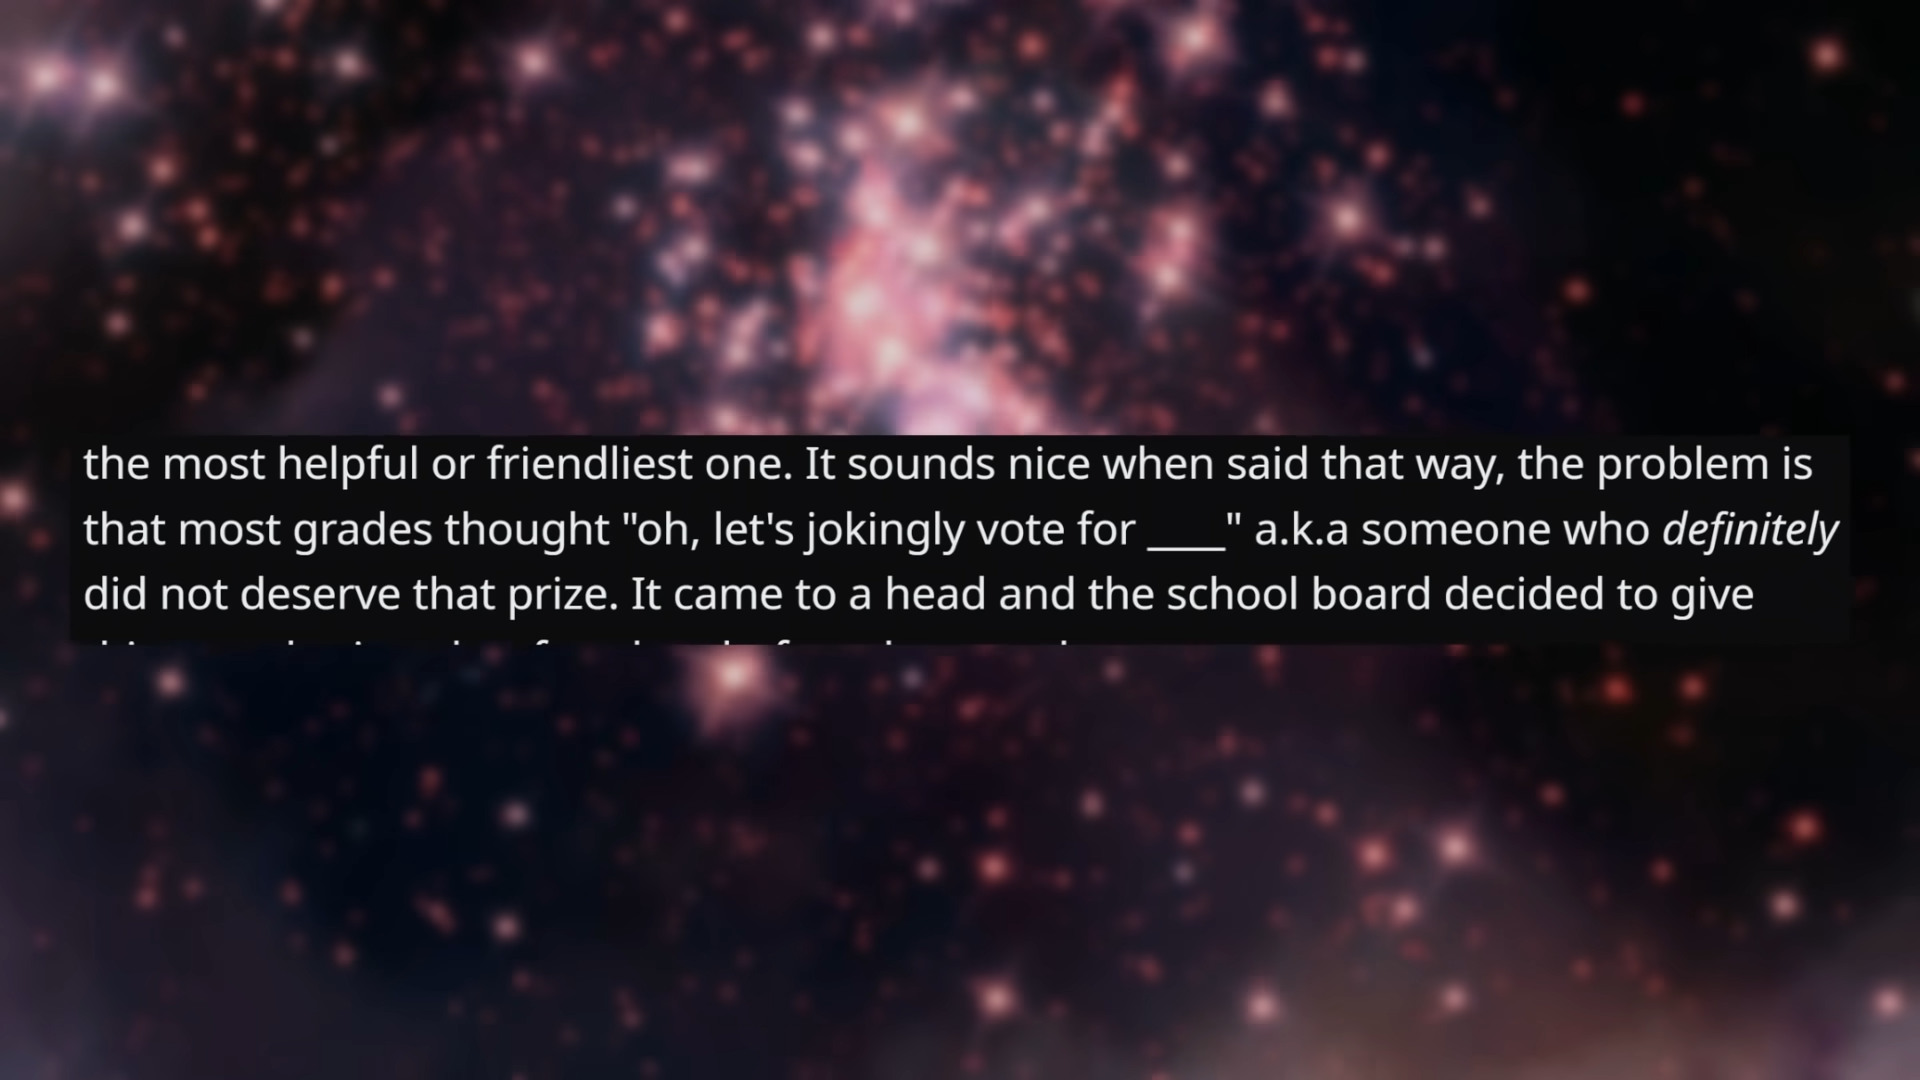 the most helpful or friendliest one. It sounds nice when said that way, the problem is
that most grades thought "oh, let's jokingly vote for ____" a.k.a someone who definitely
did not deserve that prize. It came to a head and the school board decided to give